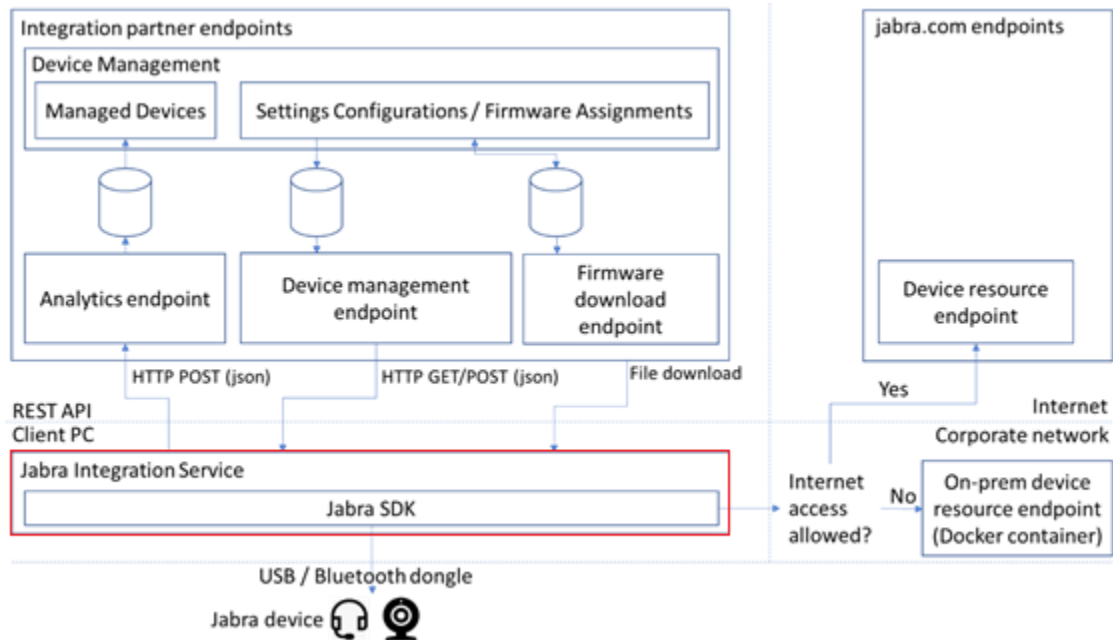 Integration partner endpoints
Device Management
Managed Devices
Settings Configurations / Firmware Assignments
Analytics endpoint
Device management
endpoint
Firmware
download
endpoint
HTTP POST (json)
HTTP GET/POST (json)
File download
jabra.com endpoints
Device resource
endpoint
Yes
REST API
Internet
Client PC
Corporate network
Jabra Integration Service
Jabra SDK
Internet
access
allowed?
No
On-prem device
resource endpoint
(Docker container)
USB / Bluetooth dongle
Jabra device